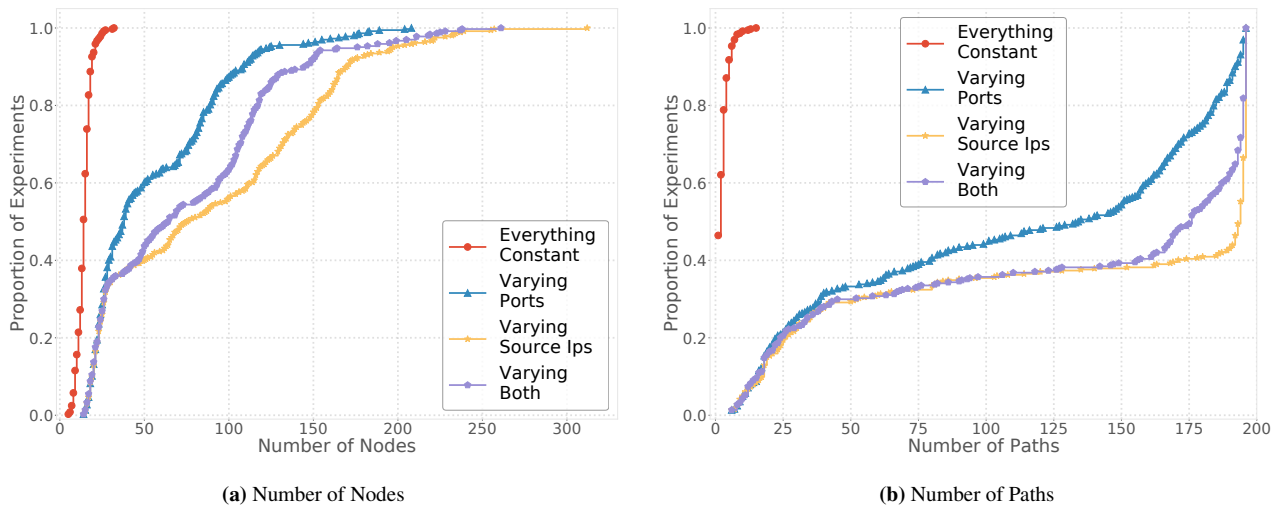 Proportion of Experiments
1.0
0.8
0.6
0.4
0.2
0.0
0
50
100
150
200
250
300
Number of Nodes
Everything
Constant
Varying
Ports
Varying
Source Ips
Varying
Both
(a) Number of Nodes
Proportion of Experiments
1.0
0.8
0.6
0.4
0.2
0.0
0
25
50
75
100
125
150
175
200
Number of Paths
Everything
Constant
Varying
Ports
Varying
Source Ips
Varying
Both
(b) Number of Paths